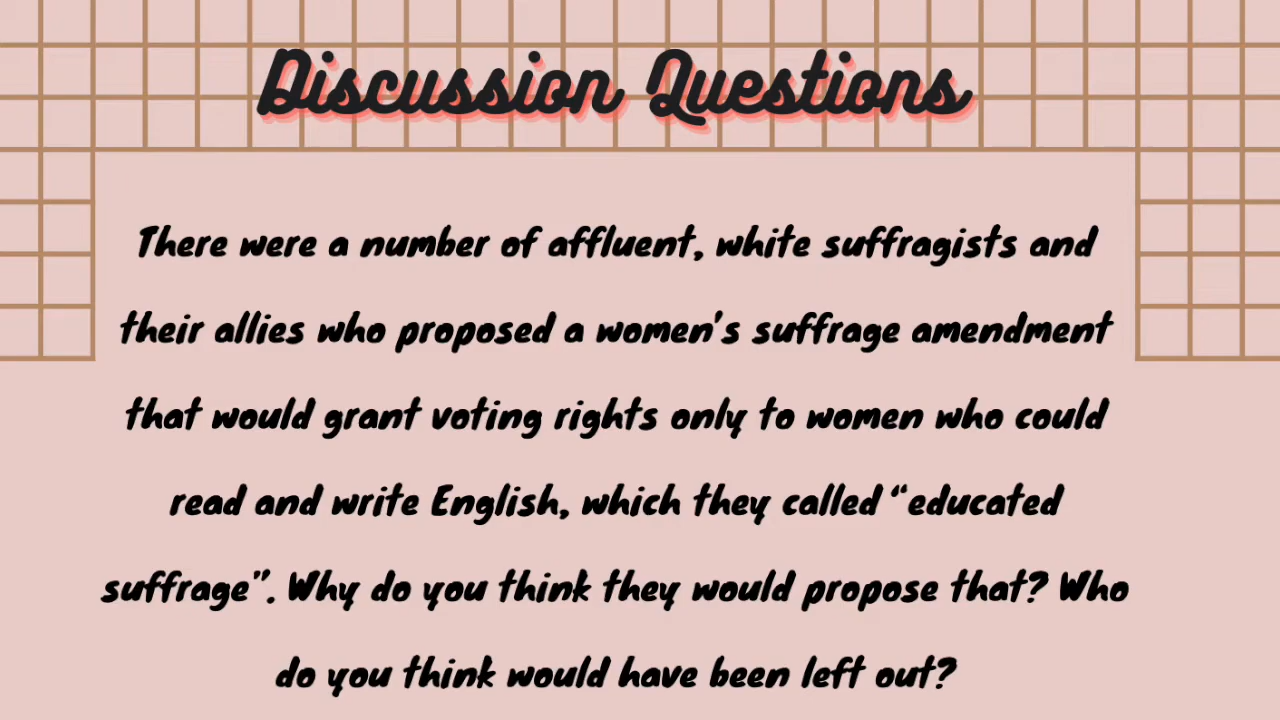 Discussion Questions
There were a number of affluent, white suffragists and
their allies who proposed a women's suffrage amendment
that would grant voting rights only to women who could
read and write English, which they called “educated
suffrage”. Why do you think they would propose that? Who
do you think would have been left out?